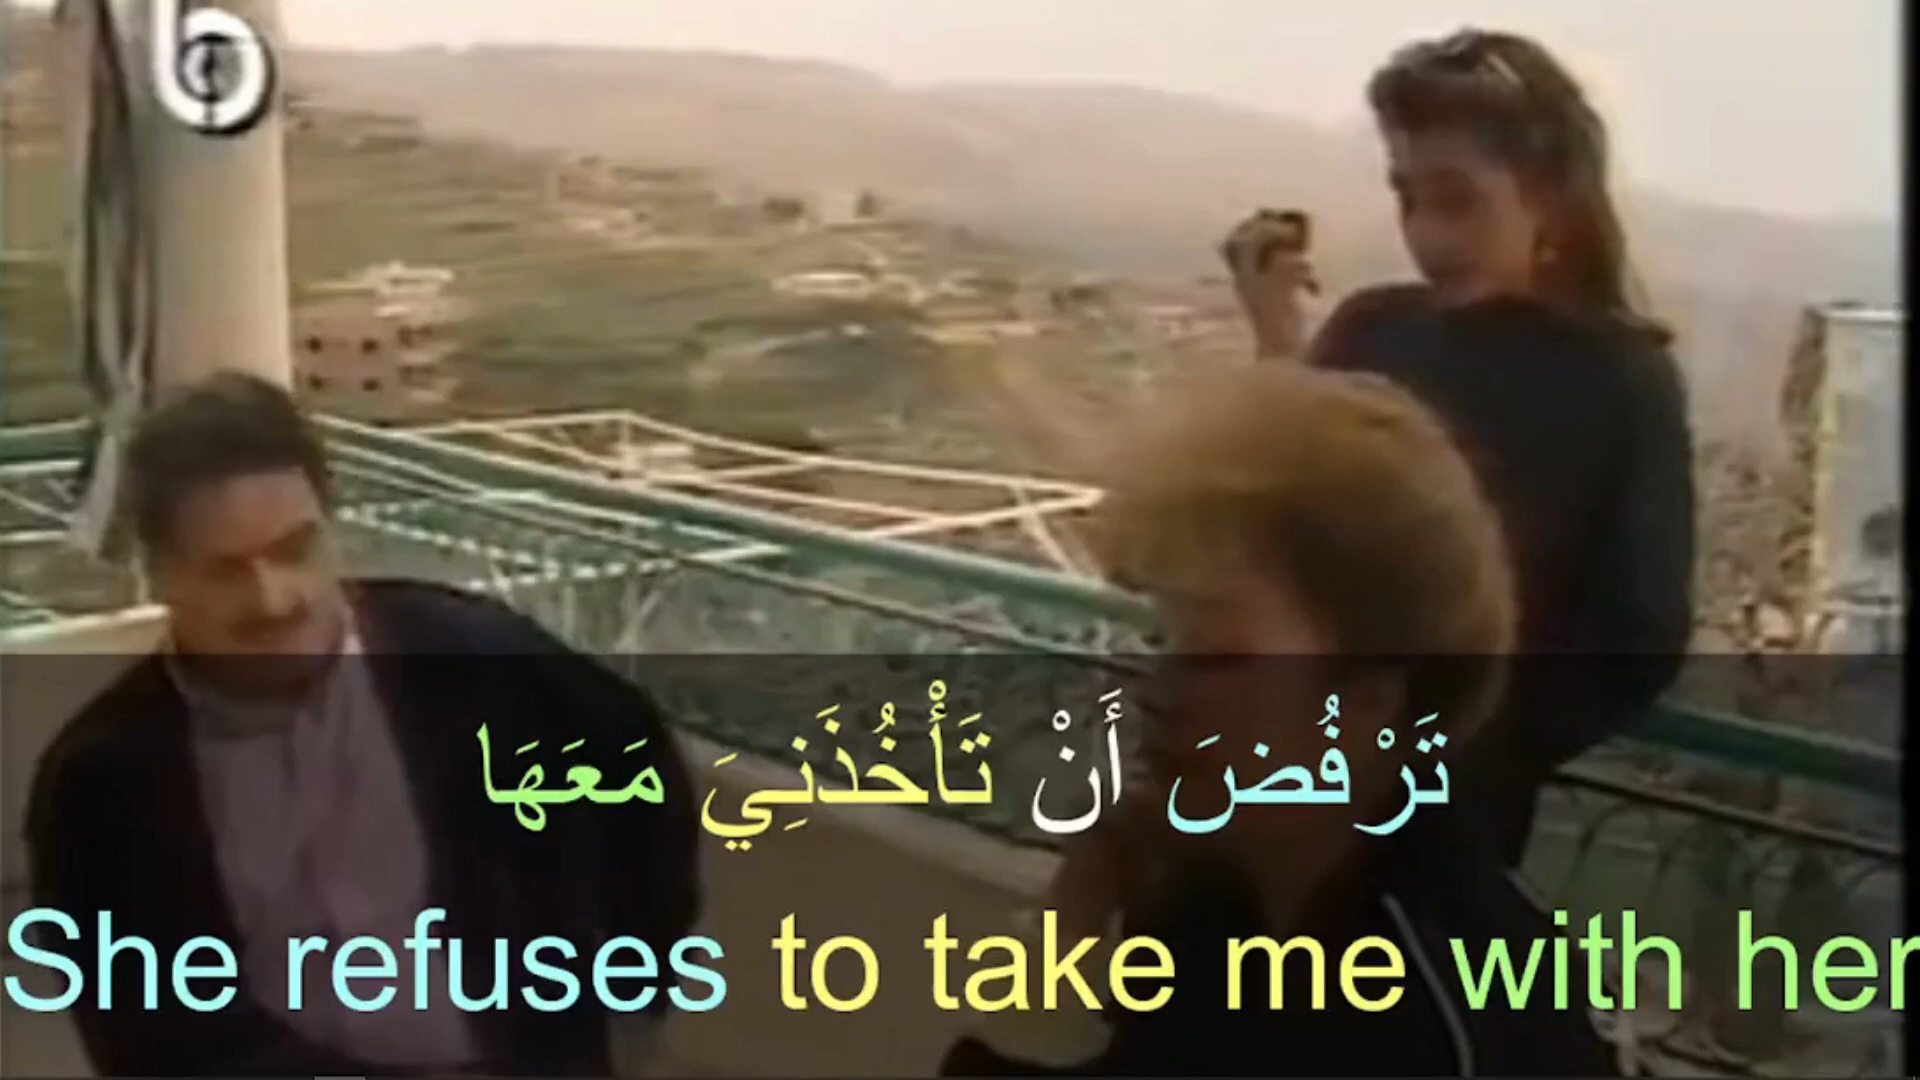 تَرْفُضَ أَنْ تَأْخُذَنِيَ مَعَهَا
She refuses to take me with her